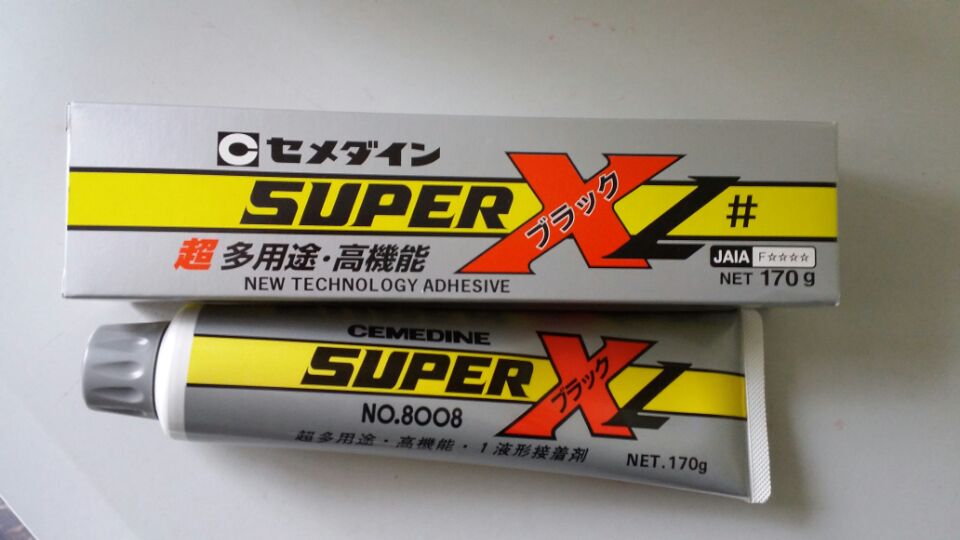 C セメダイン
SUPER X L #
ブラック
超 多用途・高機能
JAIA F☆☆☆☆
NEW TECHNOLOGY ADHESIVE
NET 170g
CEMEDINE
SUPER X L
ブラック
NO.8008
超多用途・高機能・1液形接着剤
NET.170g